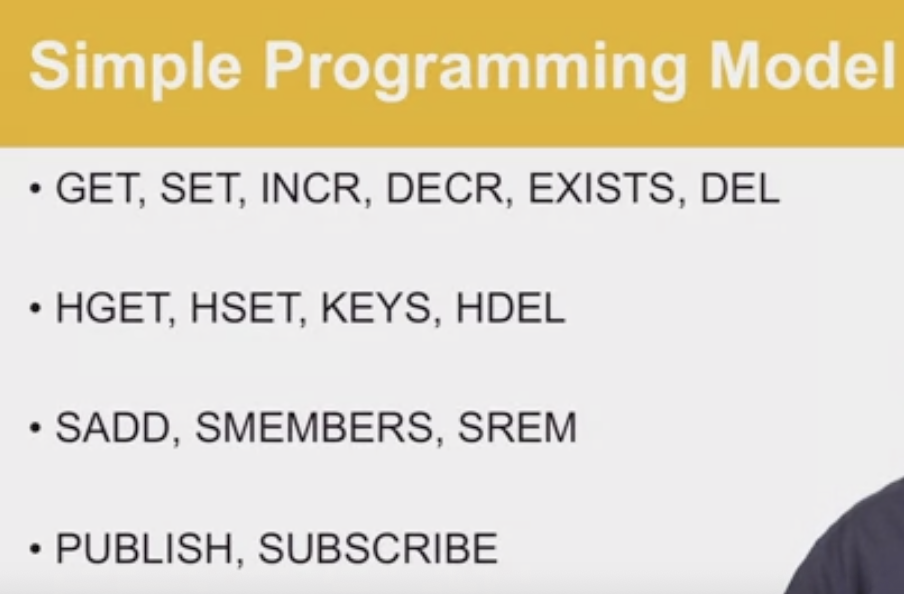 Simple Programming Model
• GET, SET, INCR, DECR, EXISTS, DEL
• HGET, HSET, KEYS, HDEL
• SADD, SMEMBERS, SREM
• PUBLISH, SUBSCRIBE